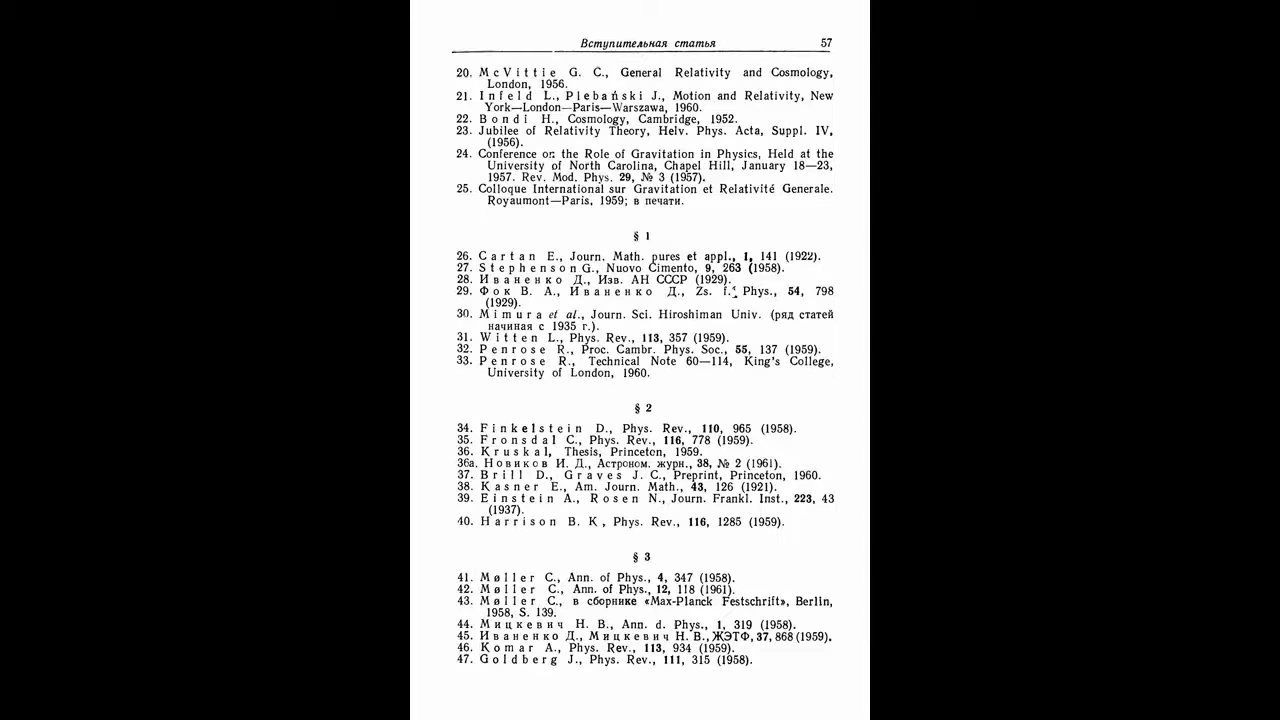 Вступительная статья 57
20. McVittie G. C., General Relativity and Cosmology,
London, 1956.
21. Infeld L., Plebański J., Motion and Relativity, New
York—London—Paris—Warszawa, 1960.
22. Bondi H., Cosmology, Cambridge, 1952.
23. Jubilee of Relativity Theory, Helv. Phys. Acta, Suppl. IV,
(1956).
24. Conference on the Role of Gravitation in Physics, Held at the
University of North Carolina, Chapel Hill, January 18—23,
1957. Rev. Mod. Phys. 29, № 3 (1957).
25. Colloque International sur Gravitation et Relativité Generale.
Royaumont—Paris, 1959; в печати.
§ 1
26. Cartan E., Journ. Math. pures et appl., 1, 141 (1922).
27. Stephenson G., Nuovo Cimento, 9, 263 (1958).
28. Иваненко Д., Изв. АН СССР (1929).
29. Фок В. А., Иваненко Д., Zs. f. Phys., 54, 798
(1929).
30. Mimura et al., Journ. Sci. Hiroshiman Univ. (ряд статей
начиная с 1935 г.).
31. Witten L., Phys. Rev., 113, 357 (1959).
32. Penrose R., Proc. Cambr. Phys. Soc., 55, 137 (1959).
33. Penrose R., Technical Note 60—114, King's College,
University of London, 1960.
§ 2
34. Finkelstein D., Phys. Rev., 110, 965 (1958).
35. Fronsdal C., Phys. Rev., 116, 778 (1959).
36. Kruskal, Thesis, Princeton, 1959.
36a. Новиков И. Д., Астроном. журн., 38, № 2 (1961).
37. Brill D., Graves J. C., Preprint, Princeton, 1960.
38. Kasner E., Am. Journ. Math., 43, 126 (1921).
39. Einstein A., Rosen N., Journ. Frankl. Inst., 223, 43
(1937).
40. Harrison B. K, Phys. Rev., 116, 1285 (1959).
§ 3
41. Møller C., Ann. of Phys., 4, 347 (1958).
42. Møller C., Ann. of Phys., 12, 118 (1961).
43. Møller C., в сборнике «Max-Planck Festschrift», Berlin,
1958, S. 139.
44. Мицкевич Н. В., Ann. d. Phys., 1, 319 (1958).
45. Иваненко Д., Мицкевич Н. В., ЖЭТФ, 37, 868 (1959).
46. Komar A., Phys. Rev., 113, 934 (1959).
47. Goldberg J., Phys. Rev., 111, 315 (1958).